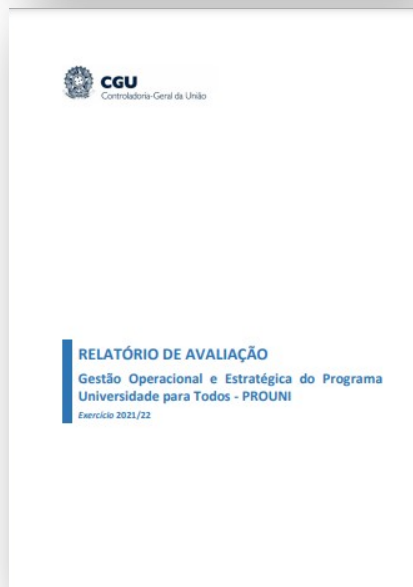 CGU
Controladoria-Geral da União
RELATÓRIO DE AVALIAÇÃO
Gestão Operacional e Estratégica do Programa
Universidade para Todos - PROUNI
Exercício 2021/22